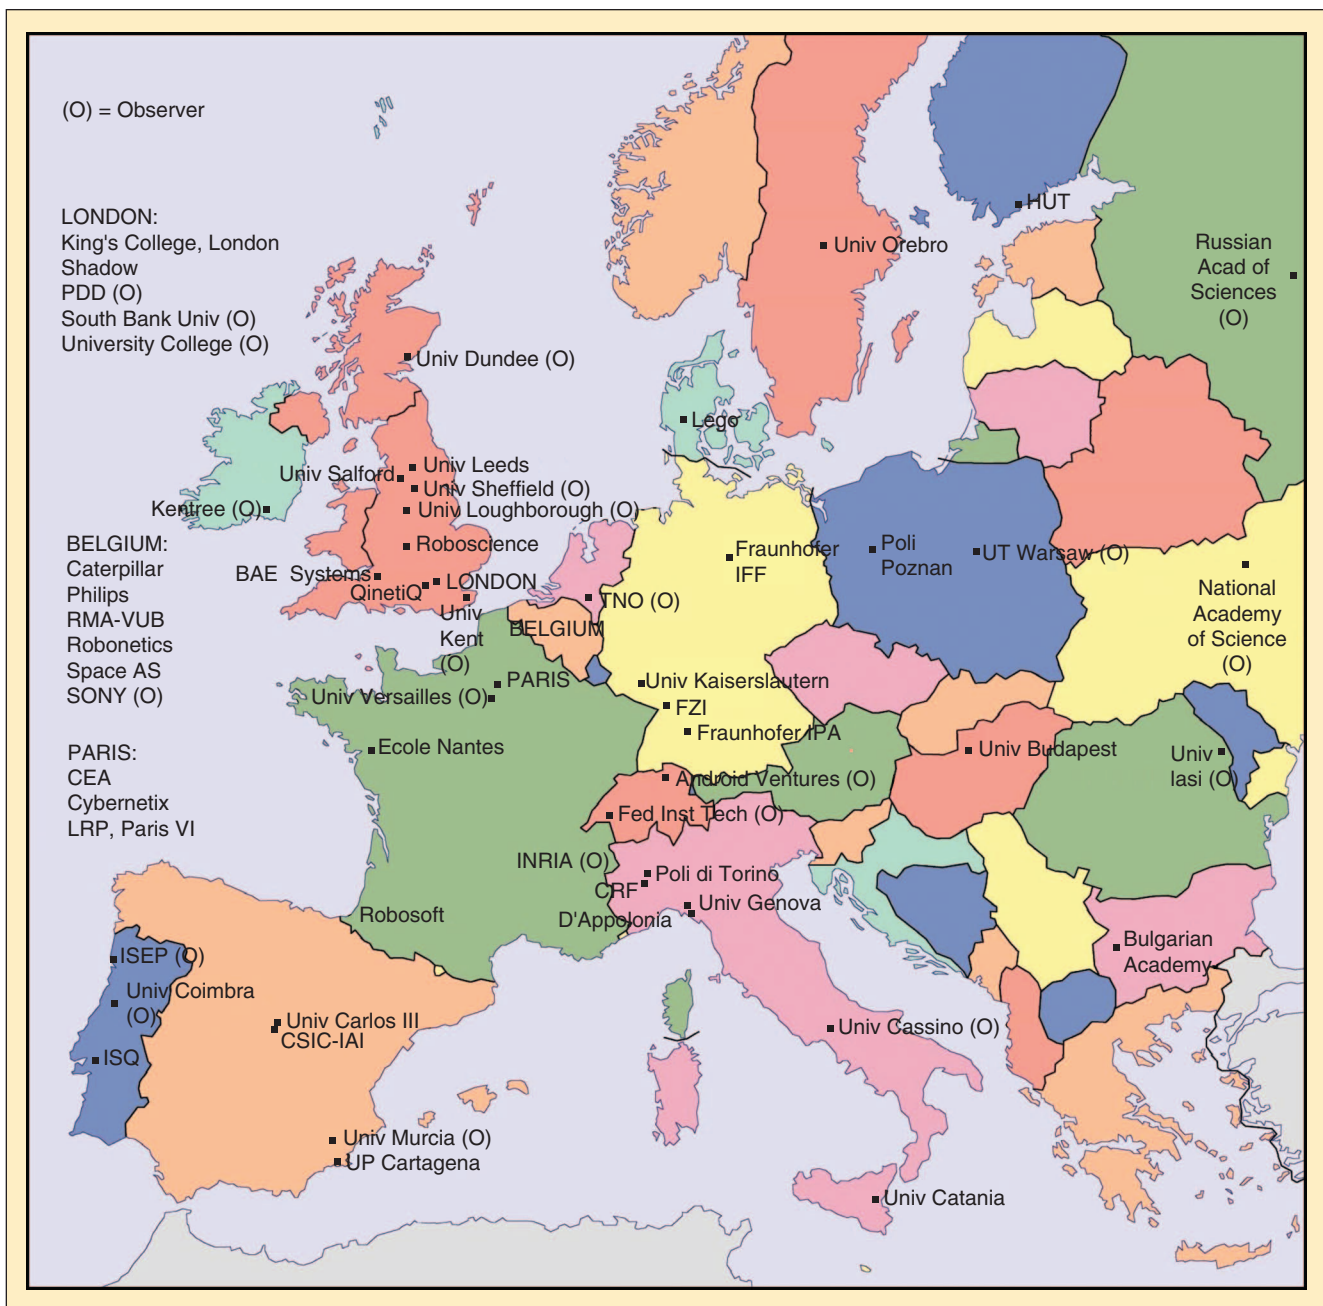 (O) = Observer
LONDON:
King's College, London
Shadow
PDD (O)
South Bank Univ (O)
University College (O)
HUT
Univ Orebro
Russian
Acad of
Sciences
(O)
Univ Dundee (O)
Lego
Univ Leeds
Univ Salford
Univ Sheffield (O)
Kentree (O)
Univ Loughborough (O)
BELGIUM:
Caterpillar
Philips
RMA-VUB
Robonetics
Space AS
SONY (O)
Roboscience
BAE Systems
QinetiQ
LONDON
Univ
Kent
(O)
TNO (O)
BELGIUM
Fraunhofer
IFF
Poli
Poznan
UT Warsaw (O)
National
Academy
of Science
(O)
PARIS
Univ Versailles (O)
Univ Kaiserslautern
FZI
Fraunhofer IPA
Ecole Nantes
PARIS:
CEA
Cybernetix
LRP, Paris VI
Univ Budapest
Univ
Iasi (O)
Android Ventures (O)
Fed Inst Tech (O)
INRIA (O)
Poli di Torino
CRF
Univ Genova
D'Appolonia
Robosoft
Bulgarian
Academy
ISEP (O)
Univ Coimbra
(O)
Univ Carlos III
CSIC-IAI
ISQ
Univ Cassino (O)
Univ Murcia (O)
UP Cartagena
Univ Catania